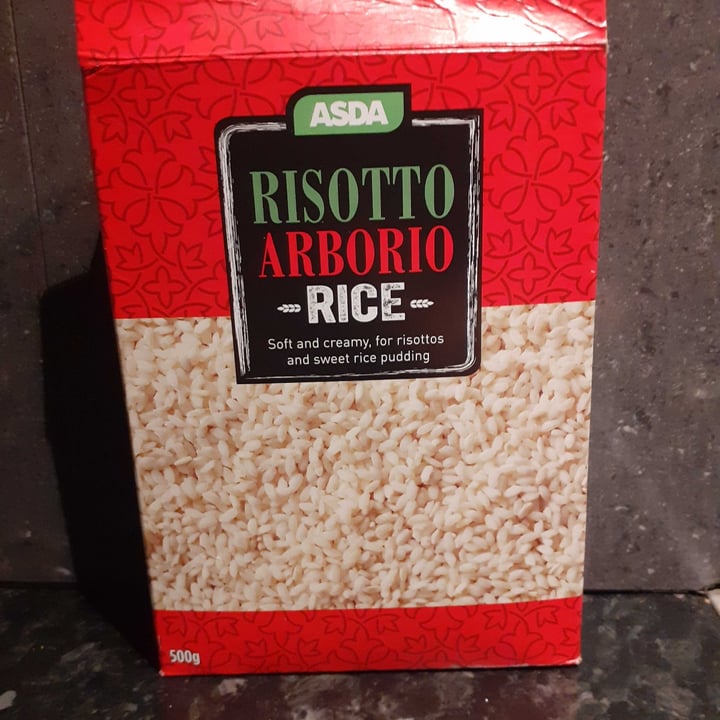 ASDA
RISOTTO
ARBORIO
RICE
Soft and creamy, for risottos
and sweet rice pudding
500g